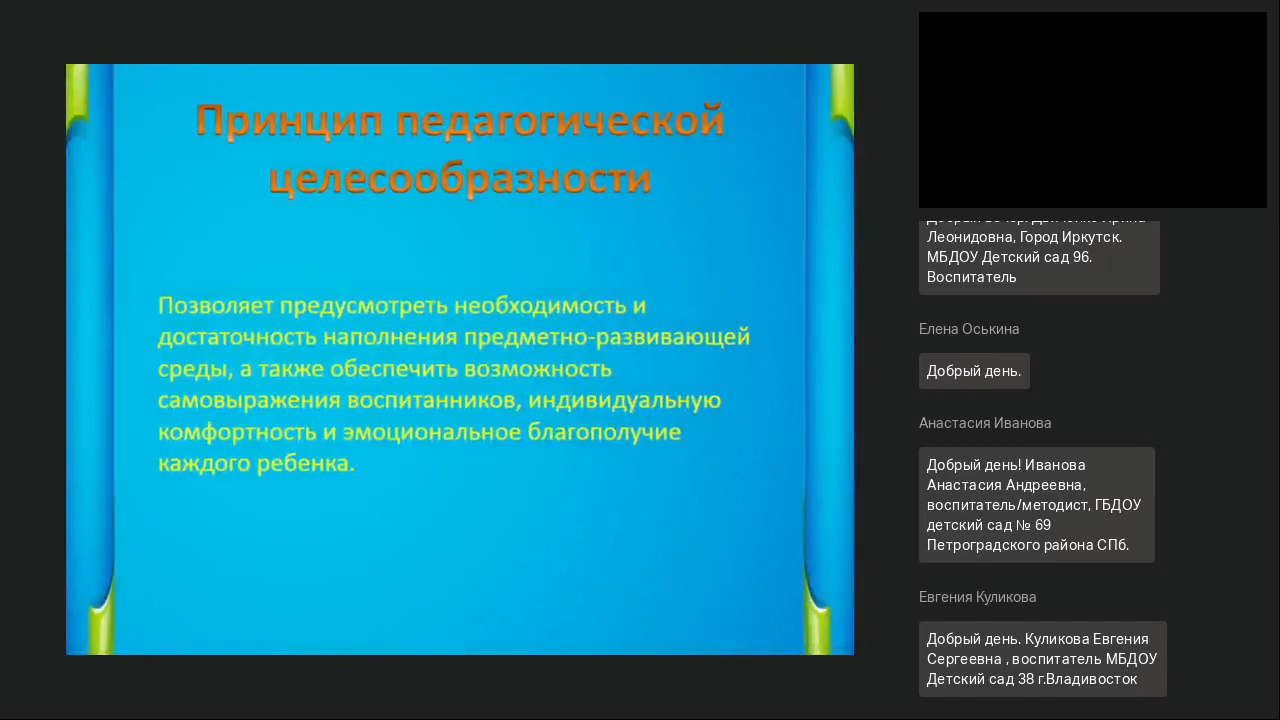 Принцип педагогической
целесообразности
Позволяет предусмотреть необходимость и
достаточность наполнения предметно-развивающей
среды, а также обеспечить возможность
самовыражения воспитанников, индивидуальную
комфортность и эмоциональное благополучие
каждого ребенка.
Леонидовна, Город Иркутск.
МБДОУ Детский сад 96.
Воспитатель
Елена Оськина
Добрый день.
Анастасия Иванова
Добрый день! Иванова
Анастасия Андреевна,
воспитатель/методист, ГБДОУ
детский сад № 69
Петроградского района СПб.
Евгения Куликова
Добрый день. Куликова Евгения
Сергеевна , воспитатель МБДОУ
Детский сад 38 г.Владивосток